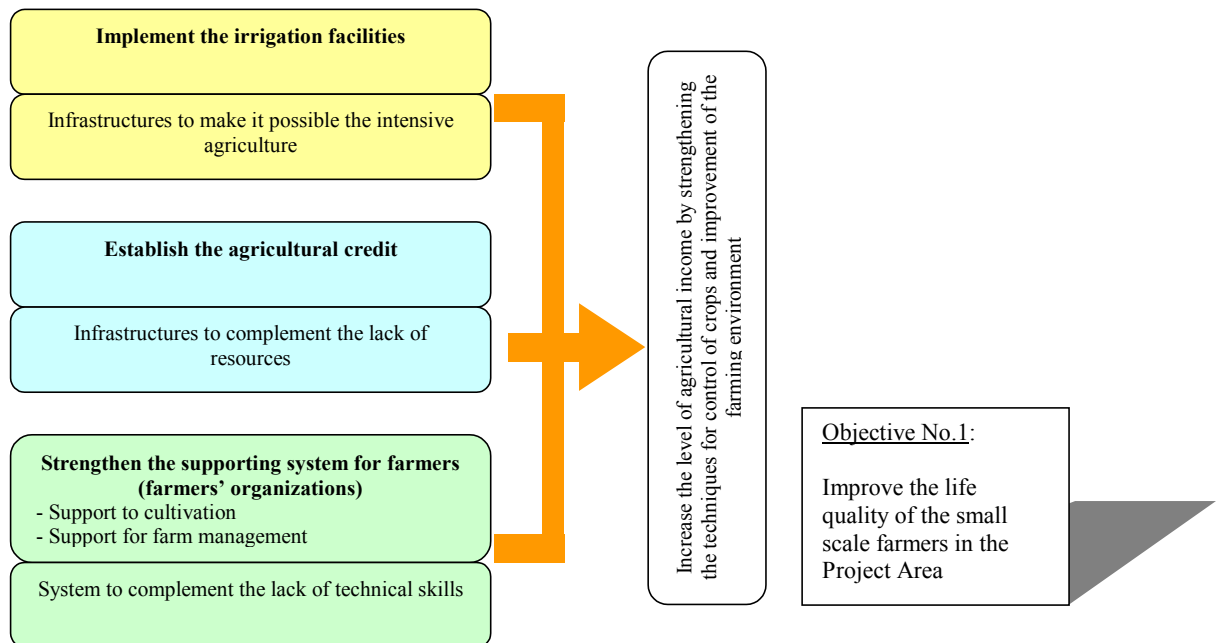 Implement the irrigation facilities
Infrastructures to make it possible the intensive
agriculture
Establish the agricultural credit
Infrastructures to complement the lack of
resources
Strengthen the supporting system for farmers
(farmers’ organizations)
- Support to cultivation
- Support for farm management
System to complement the lack of technical skills
Increase the level of agricultural income by strengthening
the techniques for control of crops and improvement of the
farming environment
Objective No.1:
Improve the life
quality of the small
scale farmers in the
Project Area